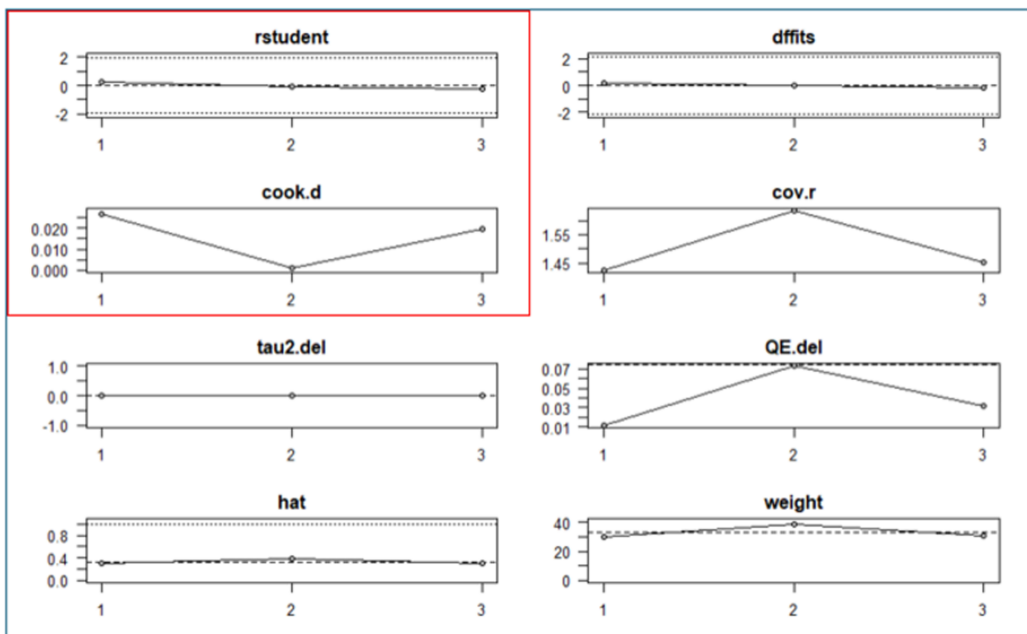 rstudent
2
0
-2
1 2 3
dffits
2
0
-2
1 2 3
cook.d
0.020
0.010
0.000
1 2 3
cov.r
1.55
1.45
1 2 3
tau2.del
1.0
0.0
-1.0
1 2 3
QE.del
0.07
0.05
0.03
0.01
1 2 3
hat
0.8
0.4
0.0
1 2 3
weight
40
20
0
1 2 3